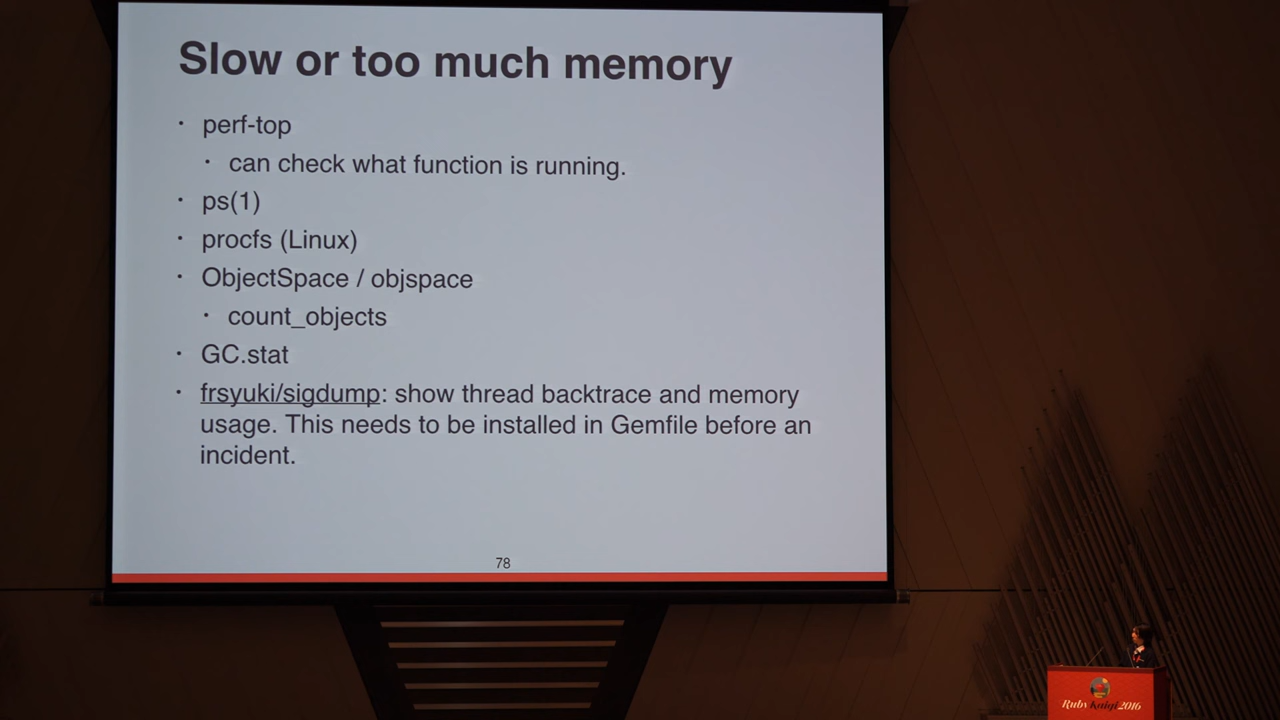 Slow or too much memory
· perf-top
· can check what function is running.
· ps(1)
· procfs (Linux)
· ObjectSpace / objspace
· count_objects
· GC.stat
· frsyuki/sigdump: show thread backtrace and memory
usage. This needs to be installed in Gemfile before an
incident.
78
RubyKaigi 2016